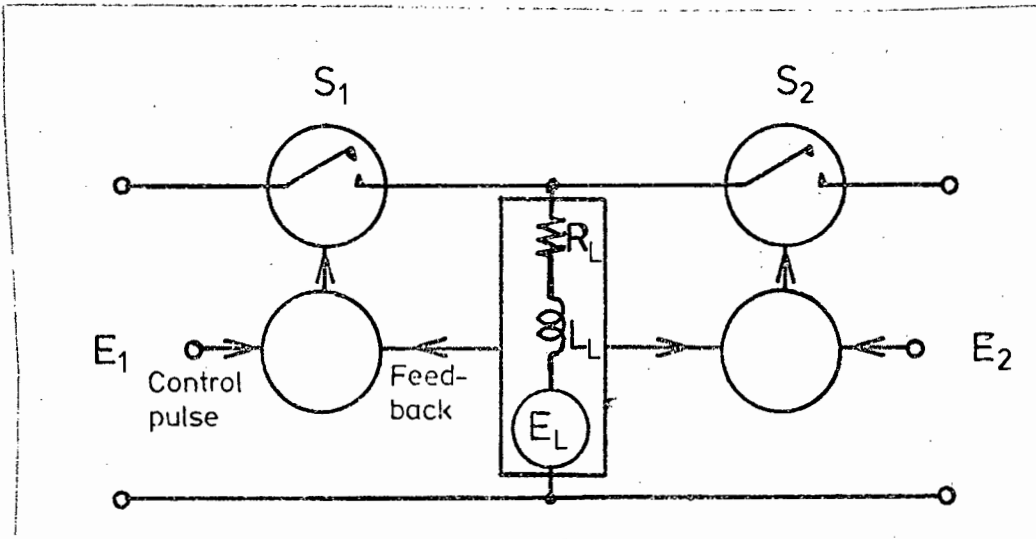 S1 S2
RL
LL
E1 E2
Control
pulse
Feed-
back
EL